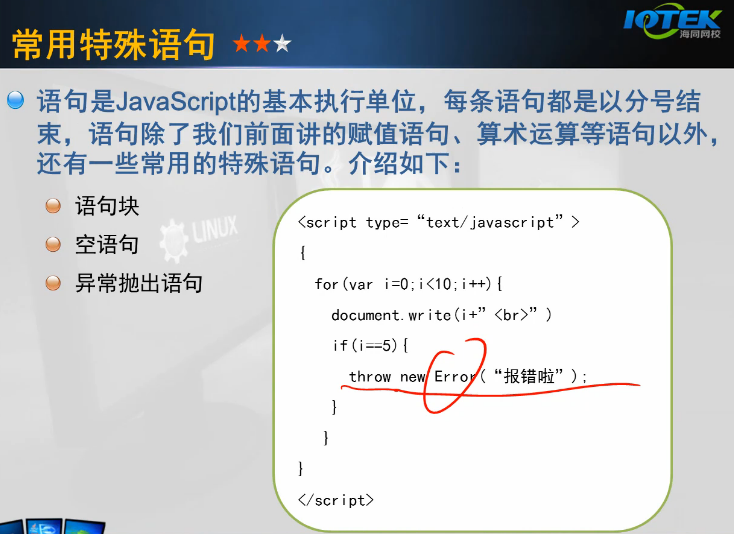 常用特殊语句
IOTEK
海同网校
语句是JavaScript的基本执行单位，每条语句都是以分号结
束，语句除了我们前面讲的赋值语句、算术运算等语句以外，
还有一些常用的特殊语句。介绍如下：
语句块
空语句
异常抛出语句
LINUX
<script type=“text/javascript”>
{
for(var i=0;i<10;i++){
document.write(i+”<br>”)
if(i==5){
throw new Error(“报错啦”);
}
}
}
</script>